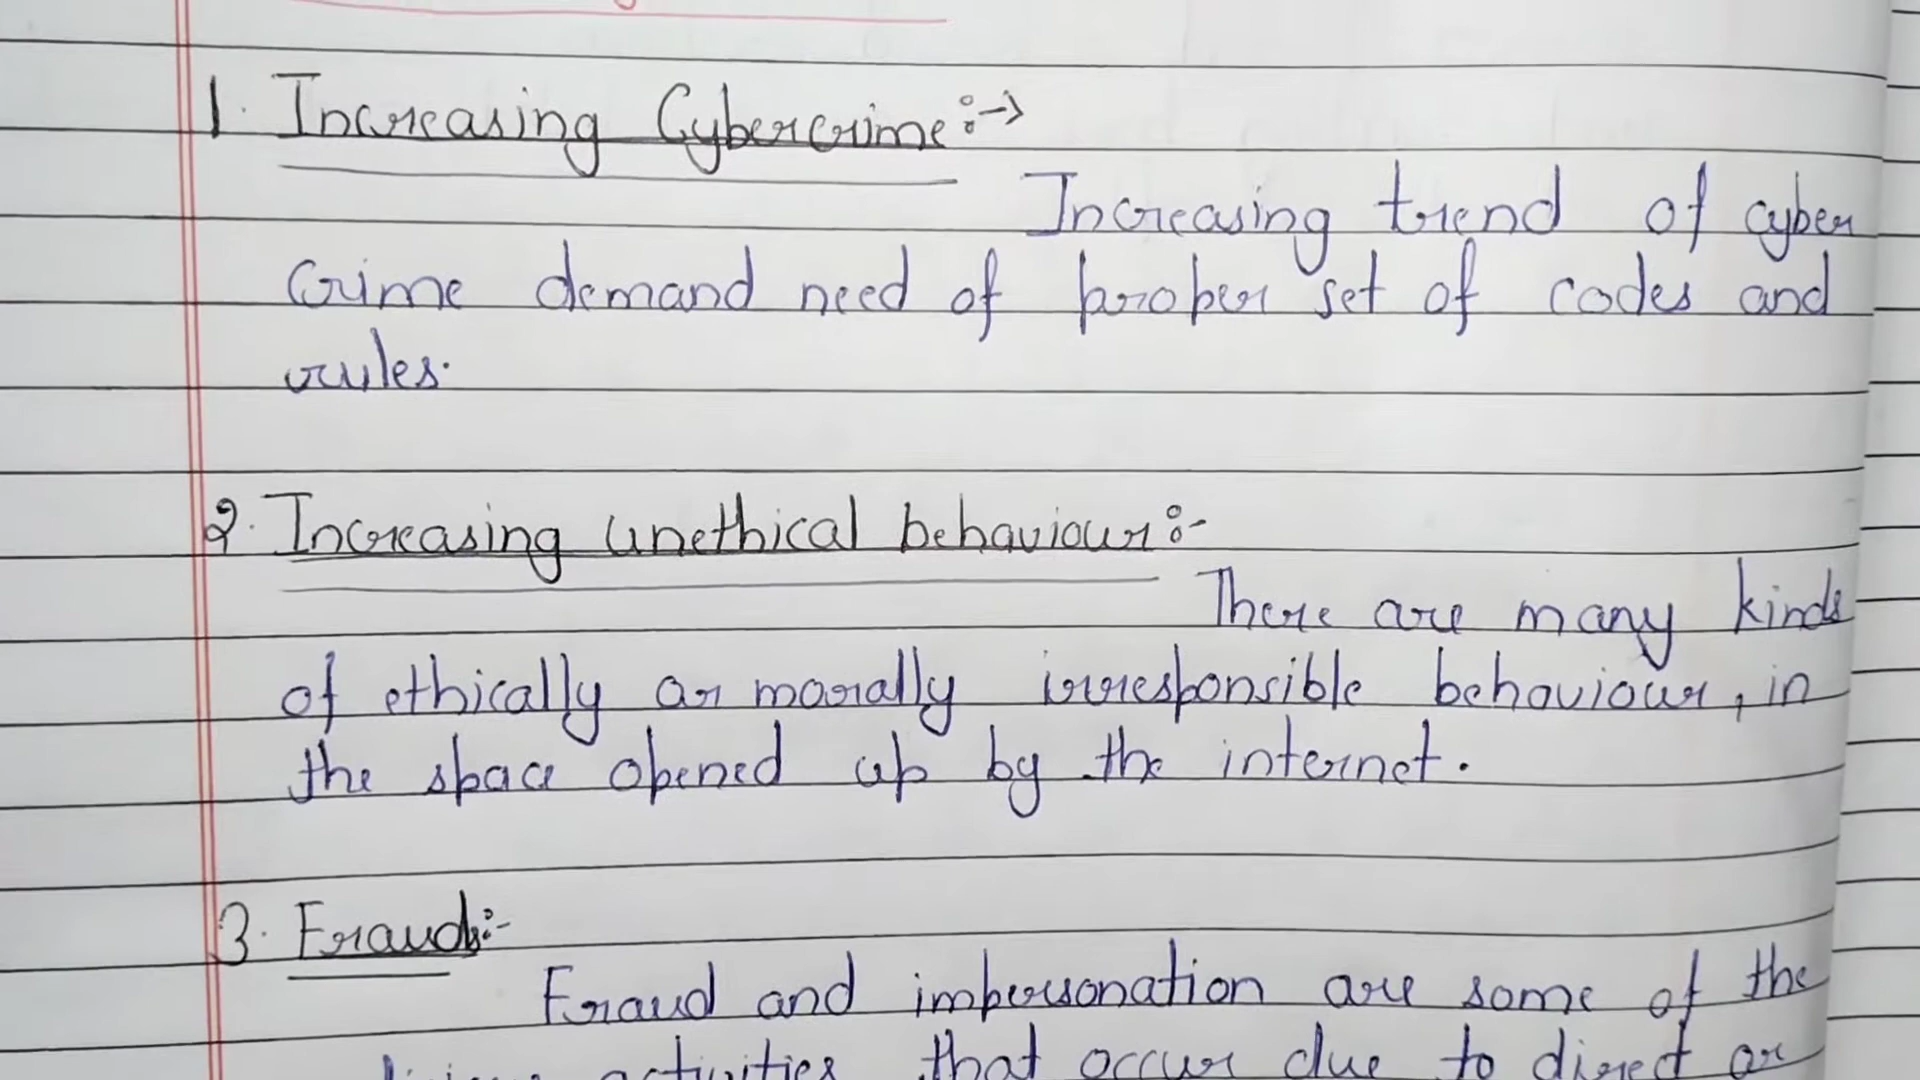 1. Increasing Cybercrime :→
Increasing trend of cyber
crime demand need of proper set of codes and
rules.
2. Increasing unethical behaviour :-
There are many kinds
of ethically or morally irresponsible behaviour, in
the space opened up by the internet.
3. Frauds :-
Fraud and impersonation are some of the
activities that occur due to direct or